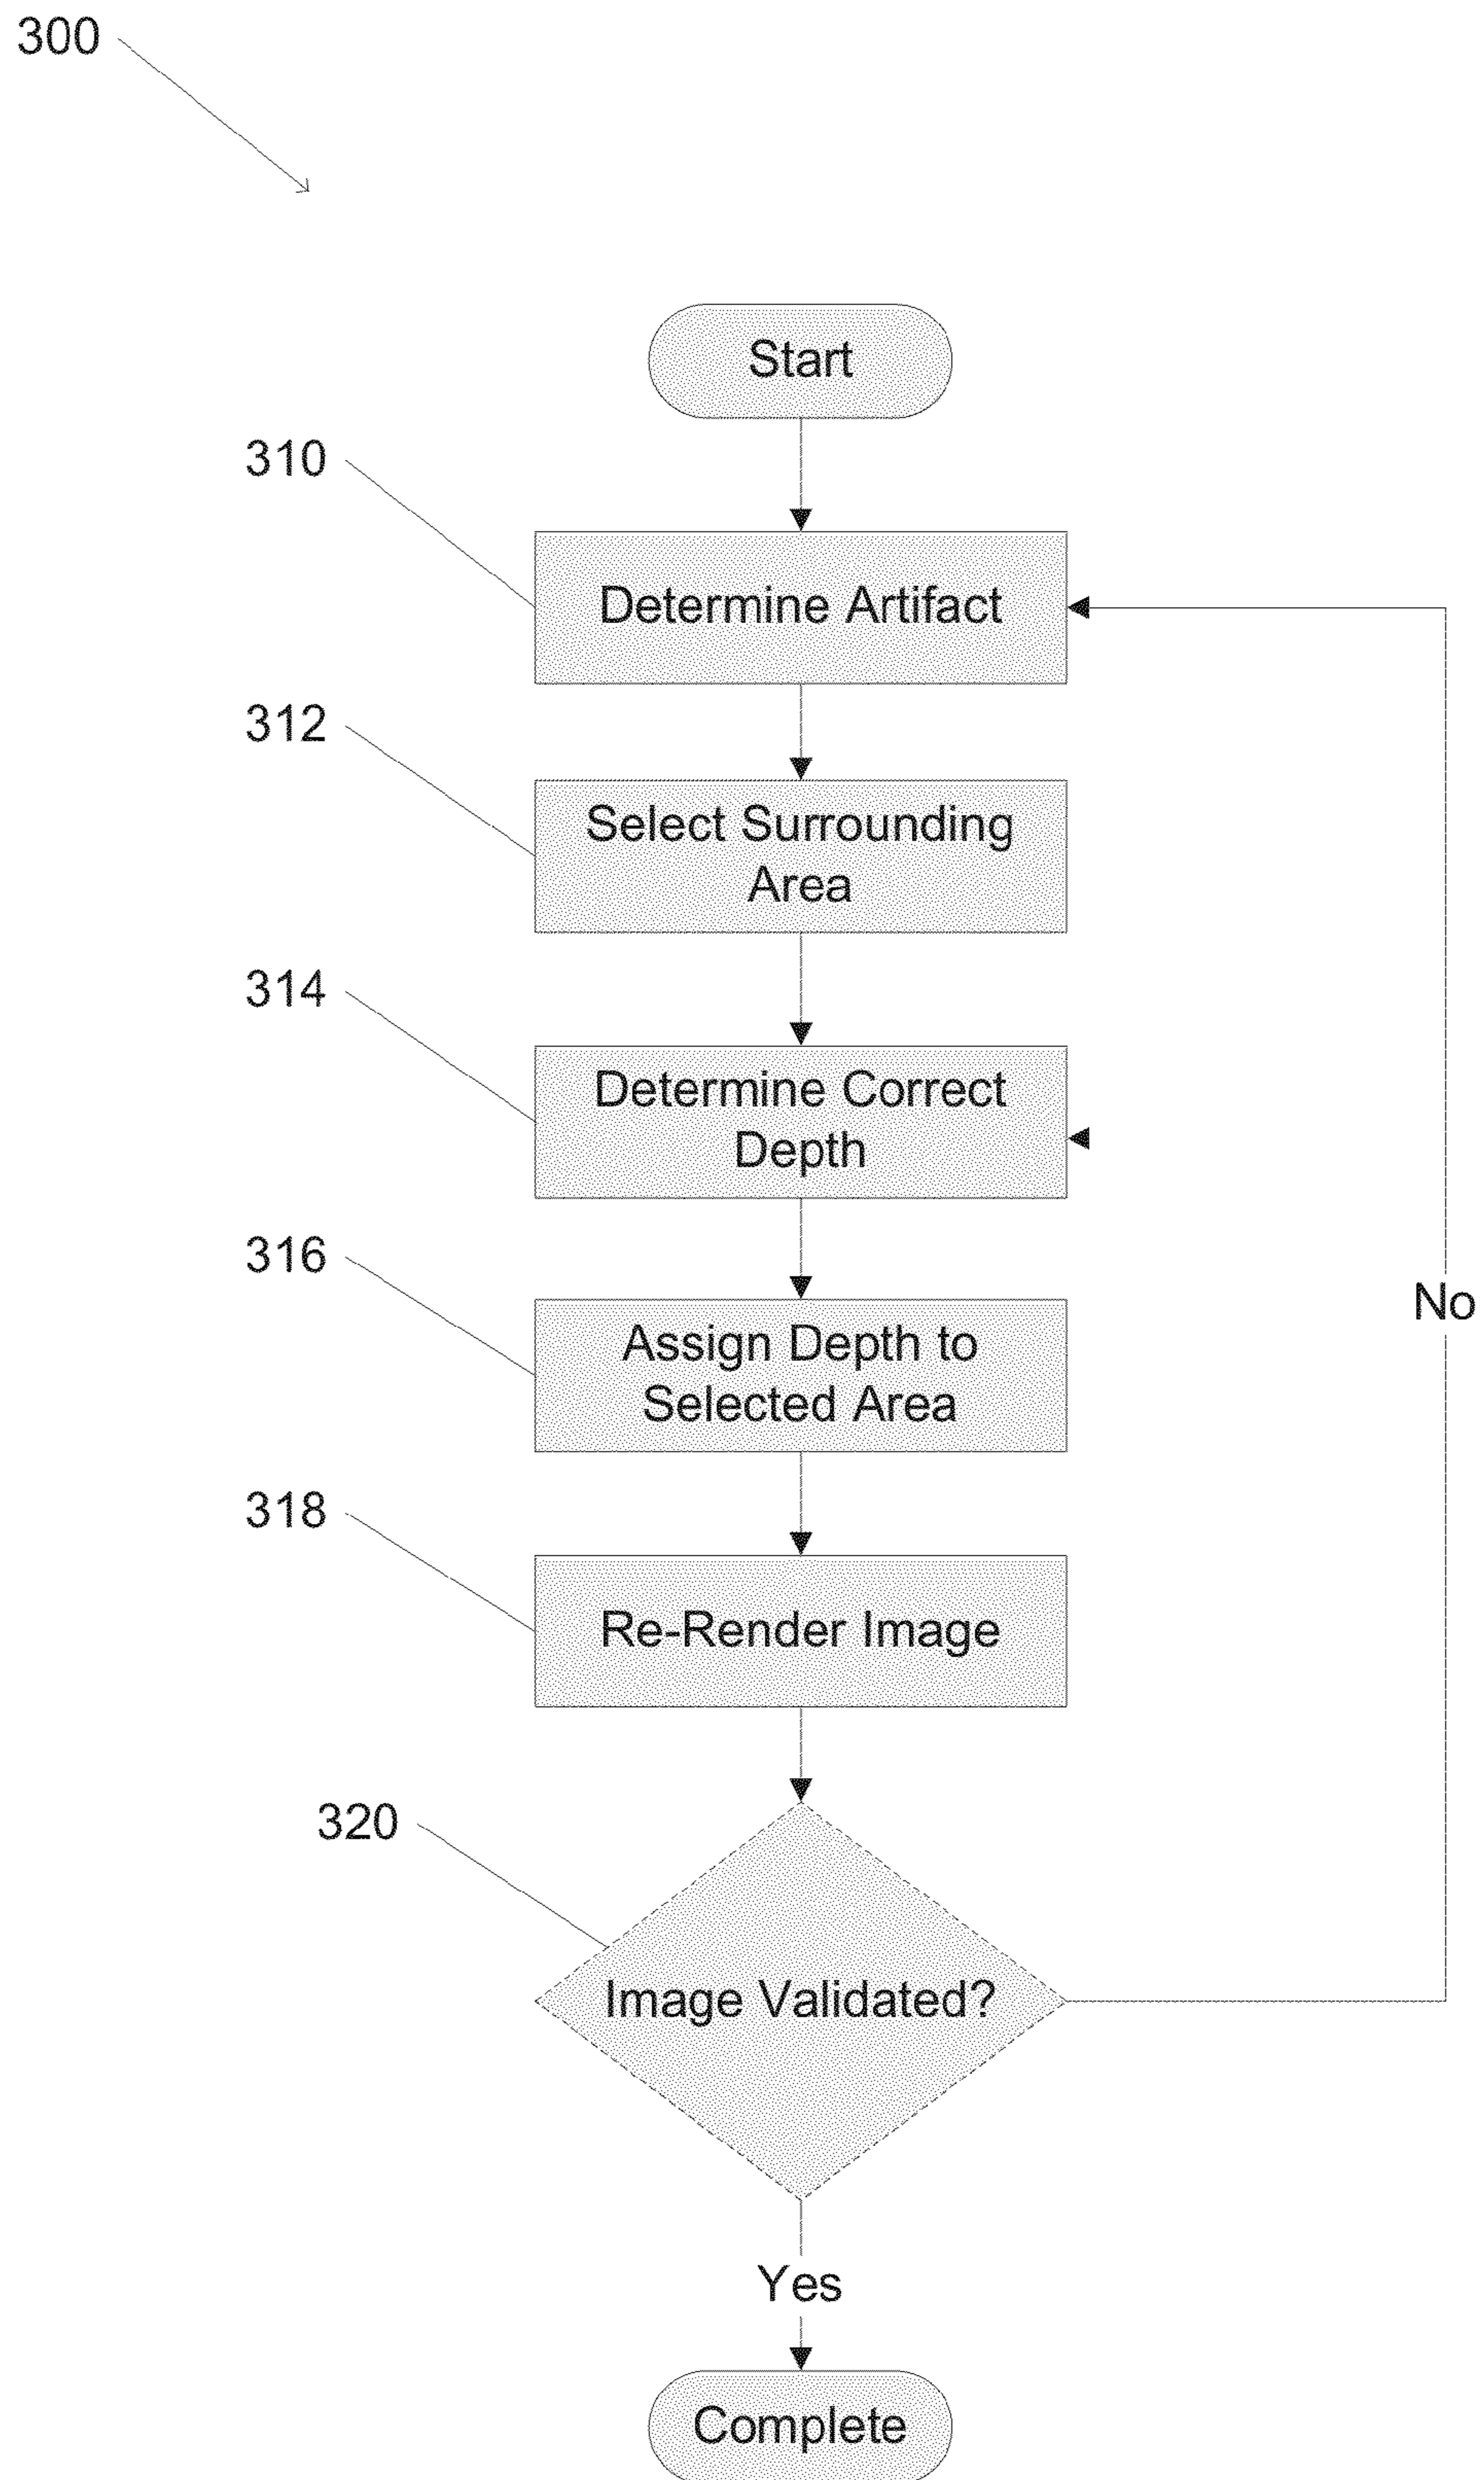 300
Start
310
Determine Artifact
312
Select Surrounding
Area
314
Determine Correct
Depth
316
Assign Depth to
Selected Area
No
318
Re-Render Image
320
Image Validated?
Yes
Complete